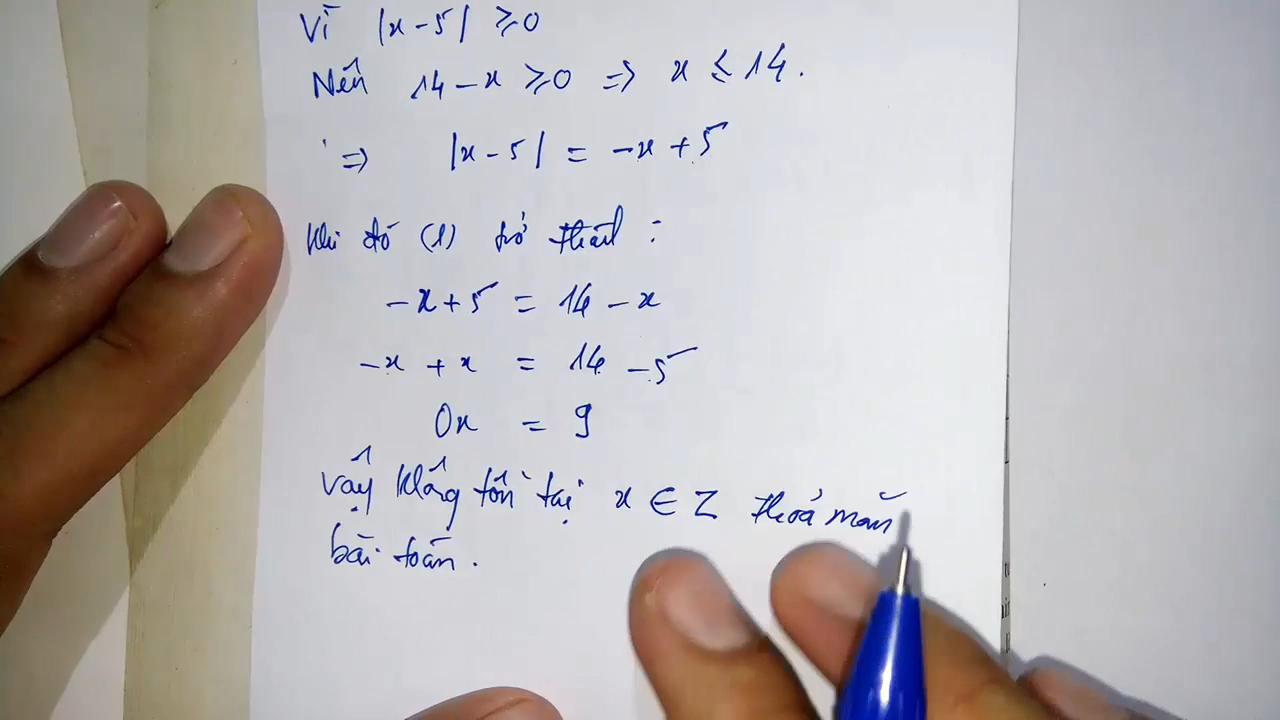 Vì |x - 5| ≥ 0
Nên 14 - x ≥ 0 => x ≤ 14.
=> |x - 5| = -x + 5
Khi đó (1) trở thành :
-x + 5 = 14 - x
-x + x = 14 - 5
0x = 9
Vậy không tồn tại x ∈ Z thoả mãn
bài toán.